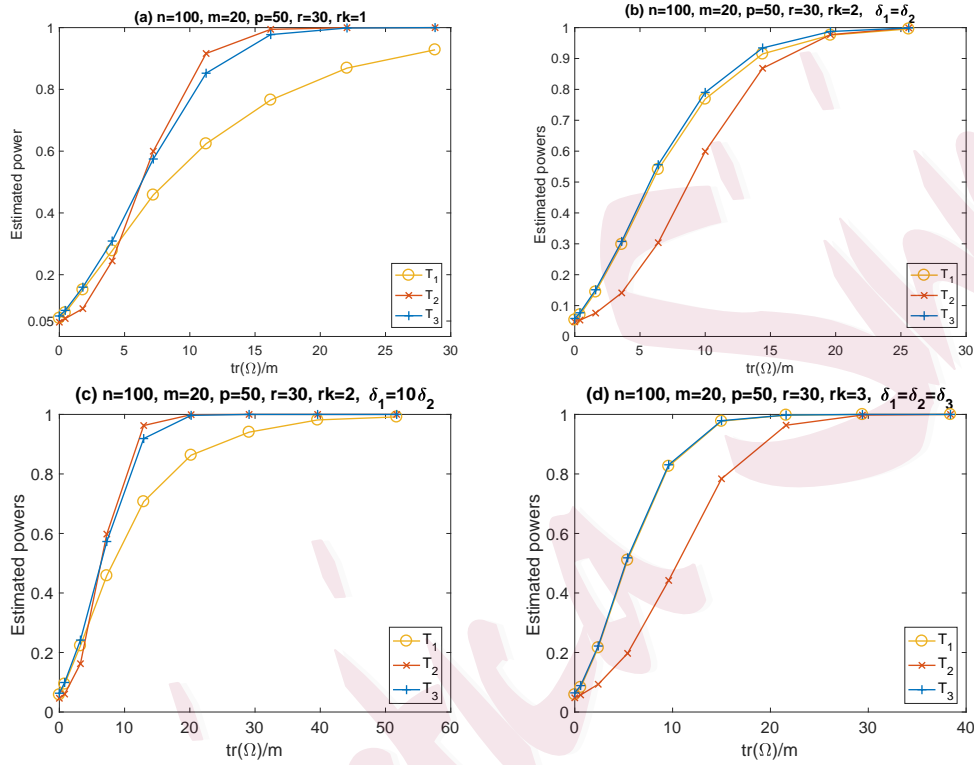 (a) n=100, m=20, p=50, r=30, rk=1
1
0.8
0.6
0.4
0.2
0.05
Estimated power
0 5 10 15 20 25 30
tr(Ω)/m
T1
T2
T3
(b) n=100, m=20, p=50, r=30, rk=2, δ1=δ2
1
0.9
0.8
0.7
0.6
0.5
0.4
0.3
0.2
0.1
0
Estimated powers
0 5 10 15 20 25 30
tr(Ω)/m
T1
T2
T3
(c) n=100, m=20, p=50, r=30, rk=2, δ1=10δ2
1
0.8
0.6
0.4
0.2
0
Estimated powers
0 10 20 30 40 50 60
tr(Ω)/m
T1
T2
T3
(d) n=100, m=20, p=50, r=30, rk=3, δ1=δ2=δ3
1
0.8
0.6
0.4
0.2
0
Estimated powers
0 10 20 30 40
tr(Ω)/m
T1
T2
T3